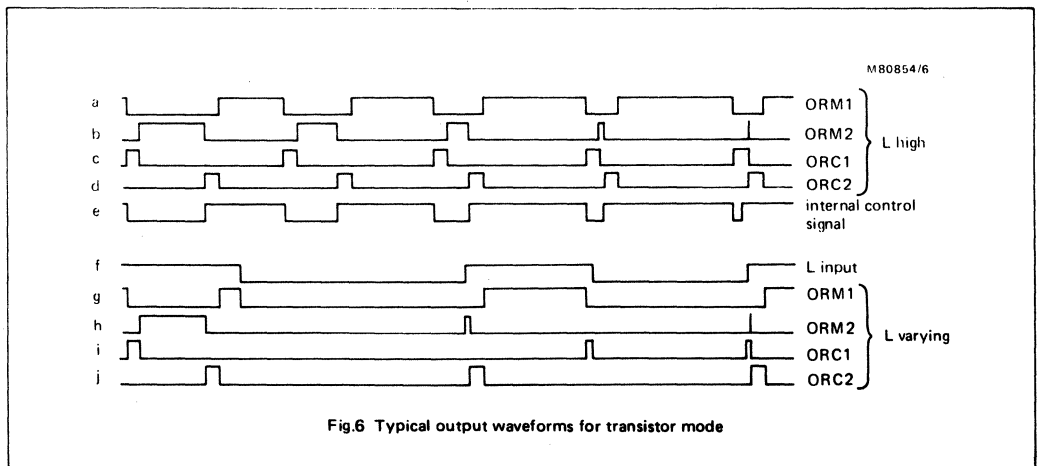 M80854/6
a ORM1
b ORM2
L high
c ORC1
d ORC2
e internal control
signal
f L input
g ORM1
h ORM2
L varying
i ORC1
j ORC2
Fig.6 Typical output waveforms for transistor mode